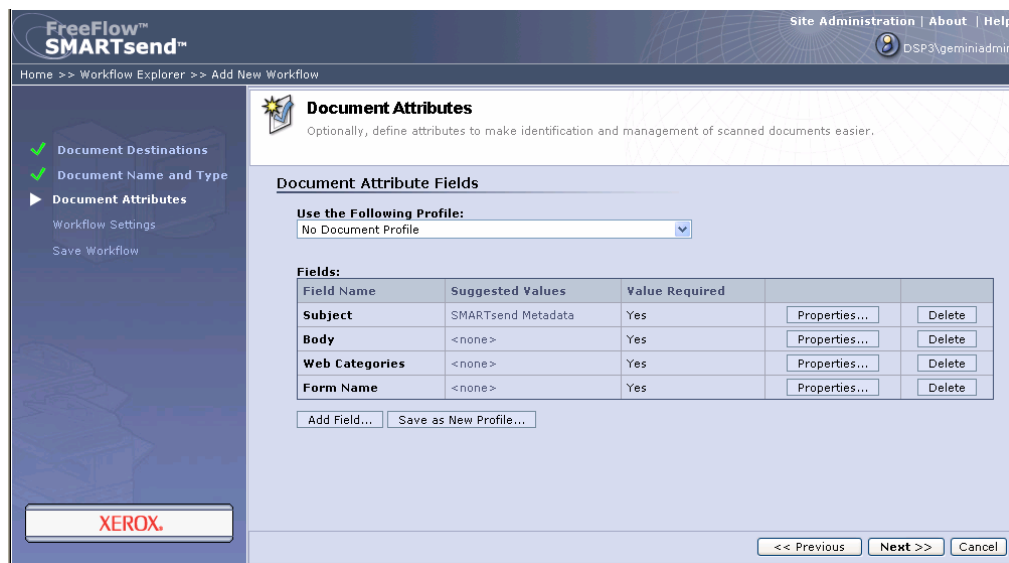 FreeFlow™
SMARTsend™
Site Administration | About | Help
DSP3\geminiadmin
Home >> Workflow Explorer >> Add New Workflow
Document Destinations
Document Name and Type
Document Attributes
Workflow Settings
Save Workflow
Document Attributes
Optionally, define attributes to make identification and management of scanned documents easier.
Document Attribute Fields
Use the Following Profile:
No Document Profile
Fields:
Field Name Suggested Values Value Required
Subject SMARTsend Metadata Yes Properties... Delete
Body <none> Yes Properties... Delete
Web Categories <none> Yes Properties... Delete
Form Name <none> Yes Properties... Delete
Add Field... Save as New Profile...
XEROX.
<< Previous Next >> Cancel